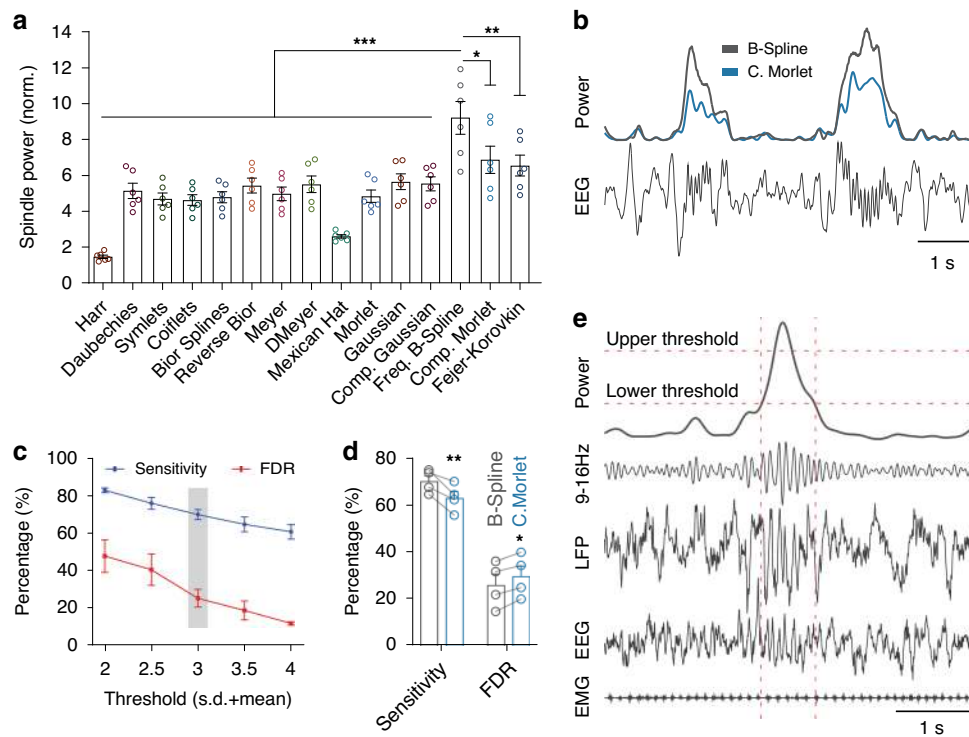 a
Spindle power (norm.)
14
12
10
8
6
4
2
0
***
*
**
Harr
Daubechies
Symlets
Coiflets
Bior Splines
Reverse Bior
Meyer
DMeyer
Mexican Hat
Morlet
Gaussian
Comp. Gaussian
Freq. B-Spline
Comp. Morlet
Fejer-Korovkin
b
B-Spline
C. Morlet
Power
EEG
1 s
c
Sensitivity
FDR
Percentage (%)
100
80
60
40
20
0
2 2.5 3 3.5 4
Threshold (s.d.+mean)
d
Percentage (%)
80
60
40
20
0
**
B-Spline
C.Morlet
*
Sensitivity
FDR
e
Upper threshold
Lower threshold
Power
9-16Hz
LFP
EEG
EMG
1 s